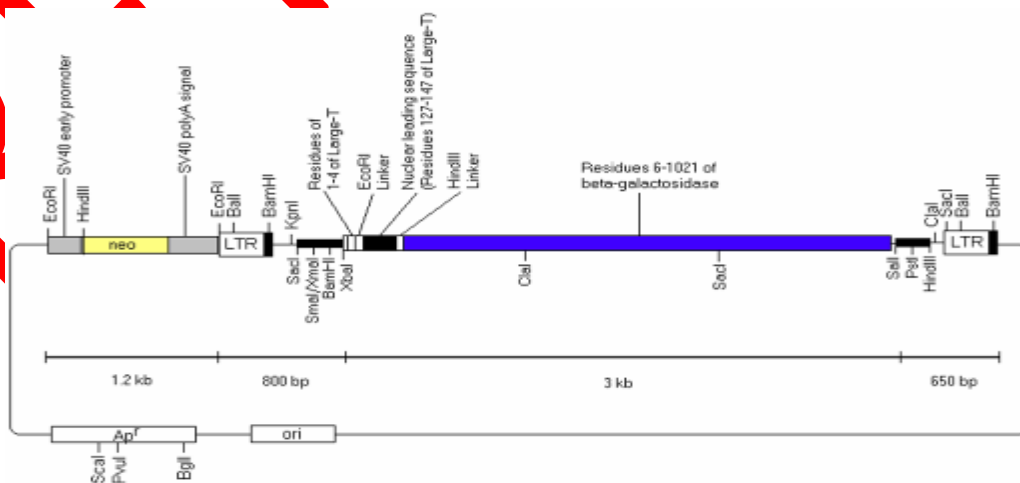 EcoRI
SV40 early promoter
HindIII
SV40 polyA signal
EcoRI
Ball
BamHI
KpnI
SacI
SmaI/XmaI
BamHI
XbaI
Residues of
1-4 of Large-T
EcoRI
Linker
Nuclear leading sequence
(Residues 127-147 of Large-T)
HindIII
Linker
Residues 6-1021 of
beta-galactosidase
ClaI
SacI
SalI
PstI
HindIII
ClaI
SacI
Ball
BamHI
neo
LTR
LTR
1.2 kb
800 bp
3 kb
650 bp
Apr
ori
ScaI
PvuI
BglI